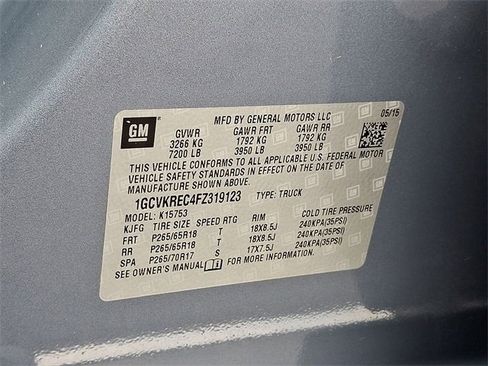 GM
MFD BY GENERAL MOTORS LLC 05/15
GVWR GAWR FRT GAWR RR
3266 KG 1792 KG 1792 KG
7200 LB 3950 LB 3950 LB
THIS VEHICLE CONFORMS TO ALL APPLICABLE U.S. FEDERAL MOTOR
VEHICLE SAFETY STANDARDS IN EFFECT ON THE DATE OF
MANUFACTURE SHOWN ABOVE.
1GCVKREC4FZ319123 TYPE: TRUCK
MODEL: K15753
KJFG TIRE SIZE SPEED RTG RIM COLD TIRE PRESSURE
FRT P265/65R18 T 18X8.5J 240KPA(35PSI)
RR P265/65R18 T 18X8.5J 240KPA(35PSI)
SPA P265/70R17 S 17X7.5J 240KPA(35PSI)
SEE OWNER'S MANUAL FOR MORE INFORMATION.